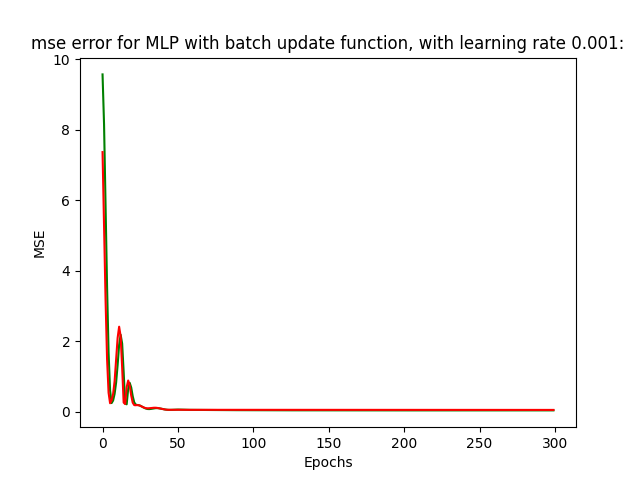 mse error for MLP with batch update function, with learning rate 0.001:
10
8
6
4
2
0
MSE
0 50 100 150 200 250 300
Epochs